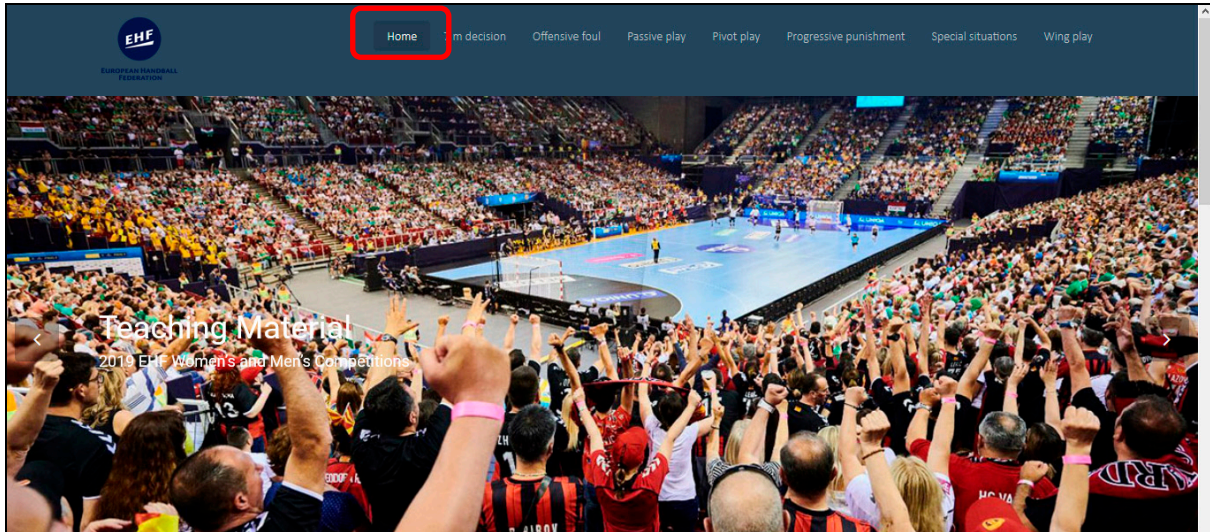 EHF
EUROPEAN HANDBALL
FEDERATION
Home
m decision
Offensive foul
Passive play
Pivot play
Progressive punishment
Special situations
Wing play
Teaching Material
2019 EHF Women's and Men's Competitions
13